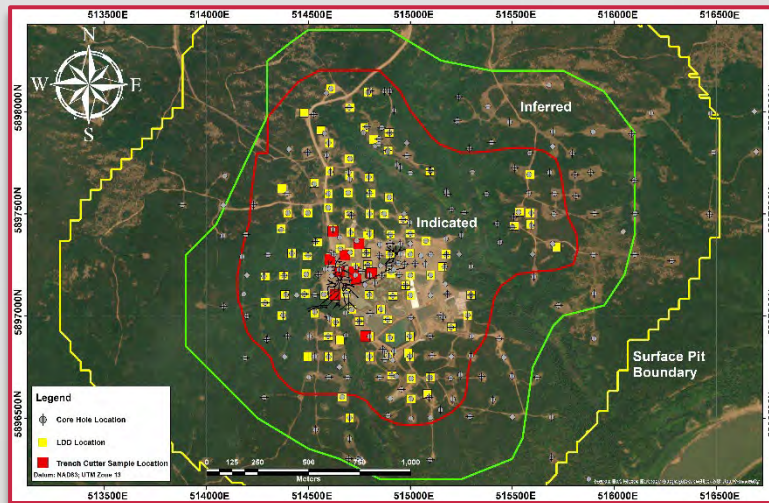 513500E 514000E 514500E 515000E 515500E 516000E 516500E
N
W E
S
5898000N
5897500N
5897000N
5896500N
Inferred
Indicated
Surface Pit
Boundary
Legend
Core Hole Location
LDD Location
Trench Cutter Sample Location
Datum: NAD83; UTM Zone 13
0 125 250 500 750 1,000
Meters
513500E 514000E 514500E 515000E 515500E 516000E 516500E